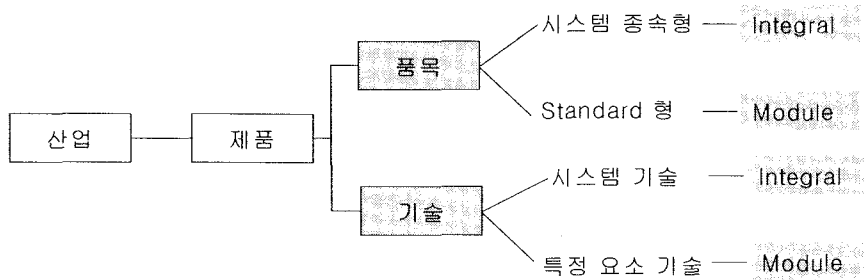 시스템 종속형 Integral
품목
Standard 형 Module
산업 제품
시스템 기술 Integral
기술
특정 요소 기술 Module